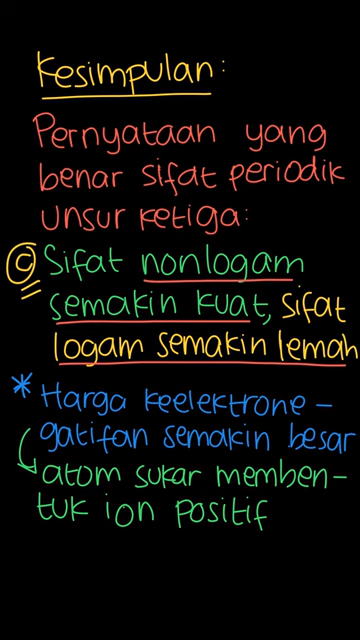 Kesimpulan:
Pernyataan yang
benar sifat periodik
unsur ketiga:
© Sifat nonlogam
semakin kuat, sifat
logam semakin lemah
* Harga keelektrone-
gatifan semakin besar
atom sukar memben-
tuk ion positif